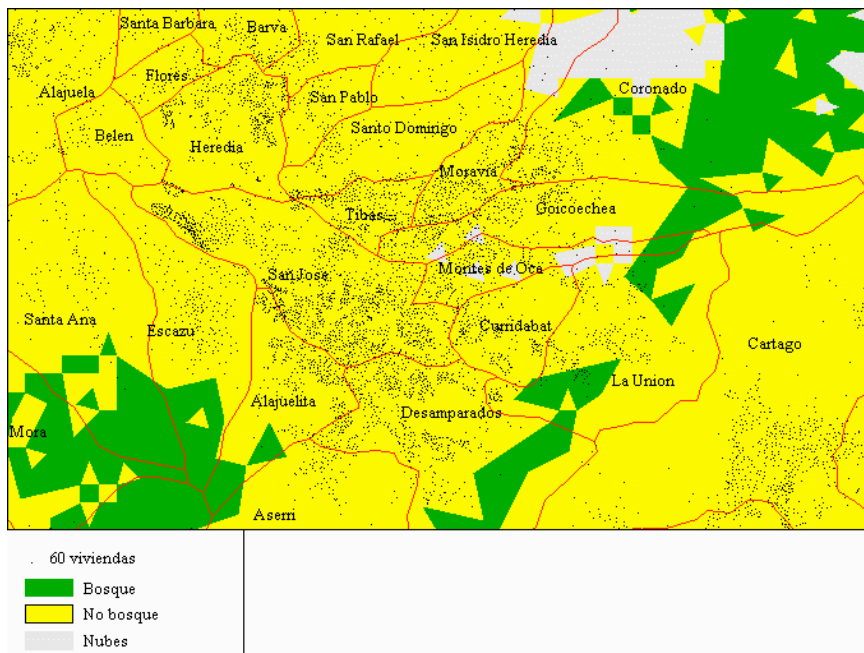 Santa Barbara
Barva
San Rafael
San Isidro Heredia
Flores
Coronado
Alajuela
San Pablo
Belen
Heredia
Santo Domingo
Moravia
Tibas
Goicoechea
San Jose
Montes de Oca
Santa Ana
Escazu
Curridabat
Cartago
La Union
Alajuelita
Desamparados
Mora
Aserri
. 60 viviendas
Bosque
No bosque
Nubes